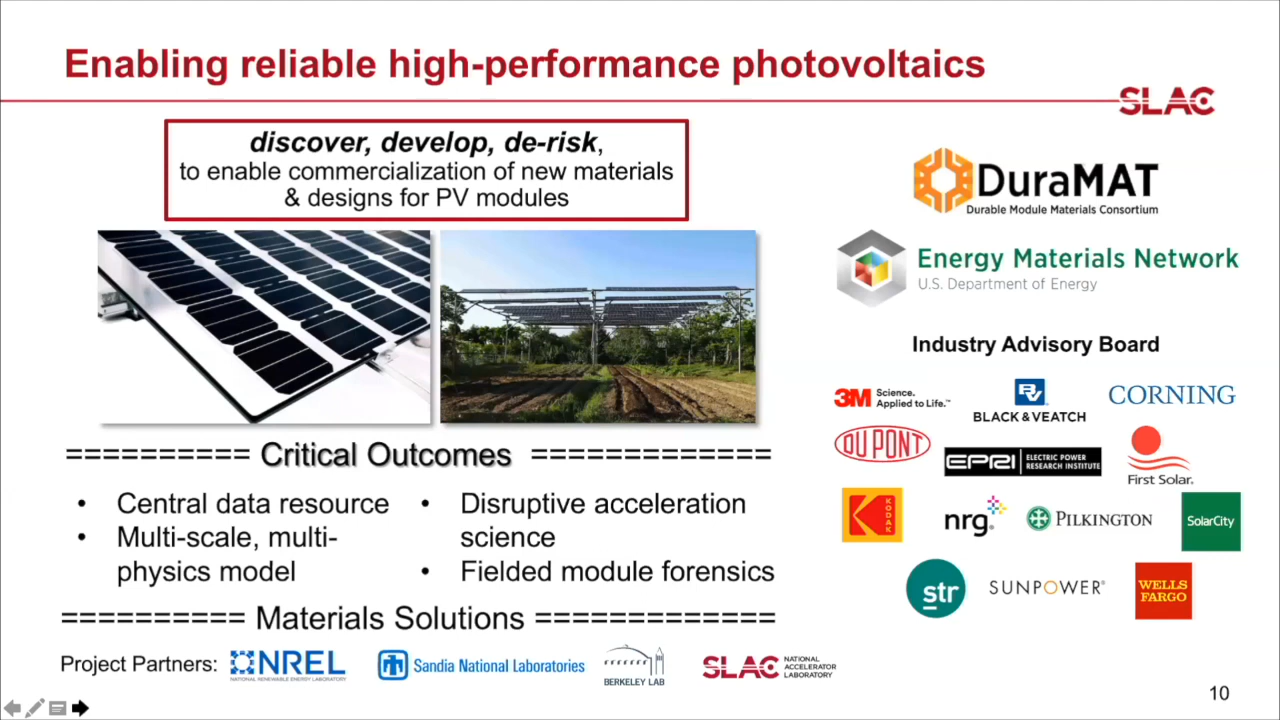 Enabling reliable high-performance photovoltaics
SLAC
discover, develop, de-risk,
to enable commercialization of new materials
& designs for PV modules
DuraMAT
Durable Module Materials Consortium
Energy Materials Network
U.S. Department of Energy
Industry Advisory Board
3M Science.
Applied to Life.™
BV
BLACK & VEATCH
CORNING
DUPONT
EPRI ELECTRIC POWER
RESEARCH INSTITUTE
First Solar.
KODAK
nrg
PILKINGTON
SolarCity
str
SUNPOWER®
WELLS
FARGO
========== Critical Outcomes =============
• Central data resource
• Multi-scale, multi-
physics model
• Disruptive acceleration
science
• Fielded module forensics
========== Materials Solutions =============
Project Partners:
NREL
NATIONAL RENEWABLE ENERGY LABORATORY
Sandia National Laboratories
BERKELEY LAB
SLAC NATIONAL
ACCELERATOR
LABORATORY
10